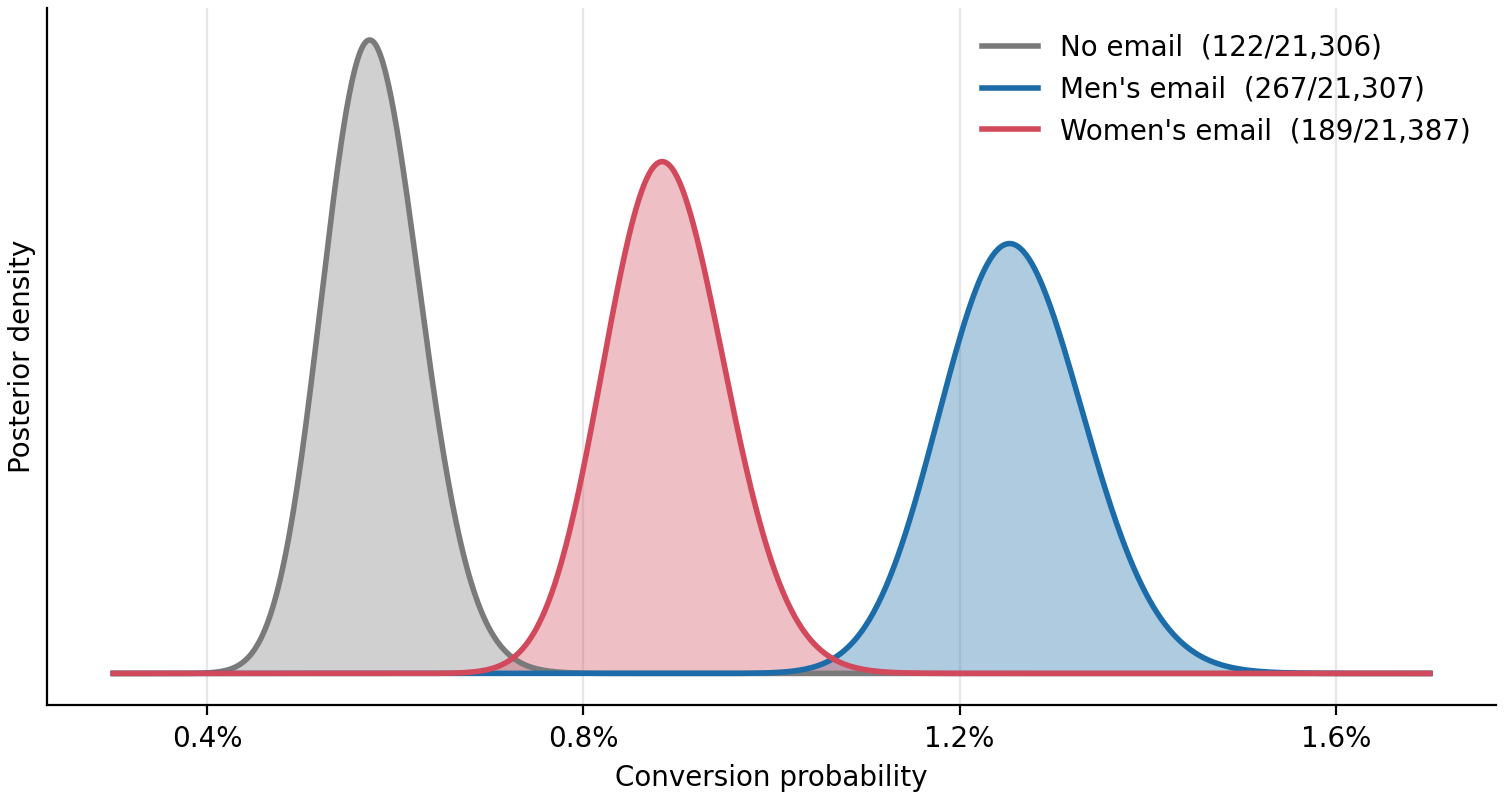 No email  (122/21,306)
Men's email  (267/21,307)
Women's email  (189/21,387)
Posterior density
0.4%
0.8%
1.2%
1.6%
Conversion probability